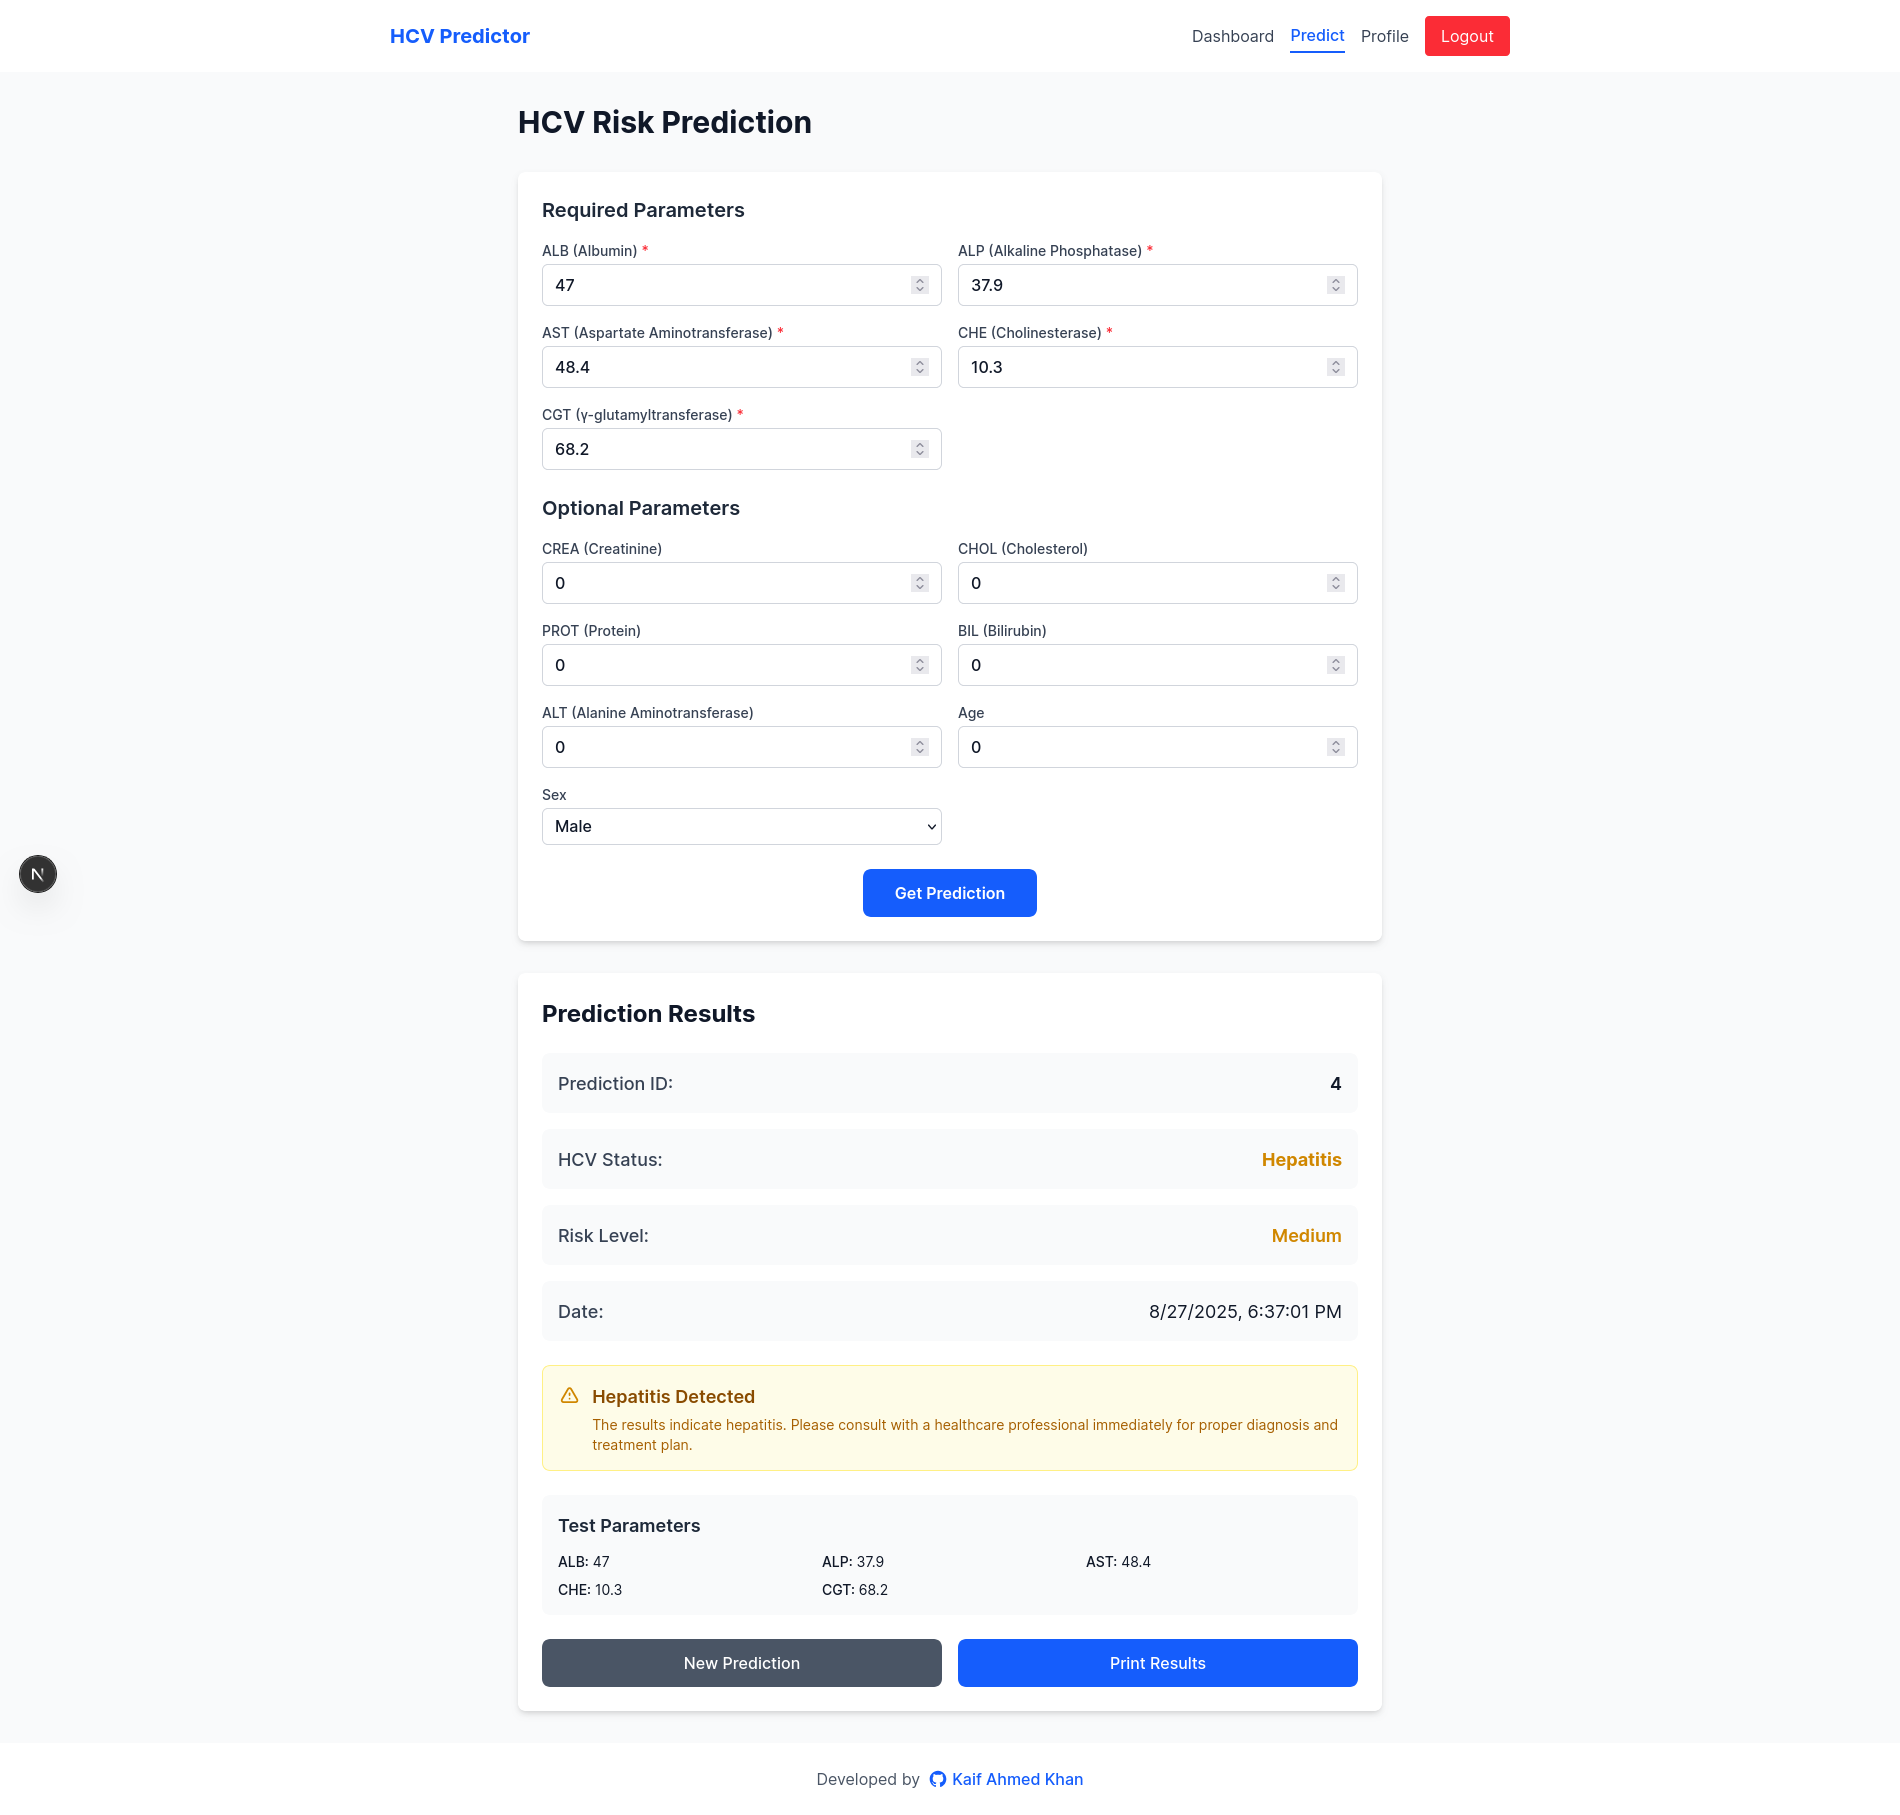 HCV Predictor
Dashboard Predict Profile Logout
HCV Risk Prediction
Required Parameters
ALB (Albumin) * ALP (Alkaline Phosphatase) *
47 37.9
AST (Aspartate Aminotransferase) * CHE (Cholinesterase) *
48.4 10.3
CGT (γ-glutamyltransferase) *
68.2
Optional Parameters
CREA (Creatinine) CHOL (Cholesterol)
0 0
PROT (Protein) BIL (Bilirubin)
0 0
ALT (Alanine Aminotransferase) Age
0 0
Sex
Male
N
Get Prediction
Prediction Results
Prediction ID: 4
HCV Status: Hepatitis
Risk Level: Medium
Date: 8/27/2025, 6:37:01 PM
Hepatitis Detected
The results indicate hepatitis. Please consult with a healthcare professional immediately for proper diagnosis and
treatment plan.
Test Parameters
ALB: 47 ALP: 37.9 AST: 48.4
CHE: 10.3 CGT: 68.2
New Prediction Print Results
Developed by Kaif Ahmed Khan